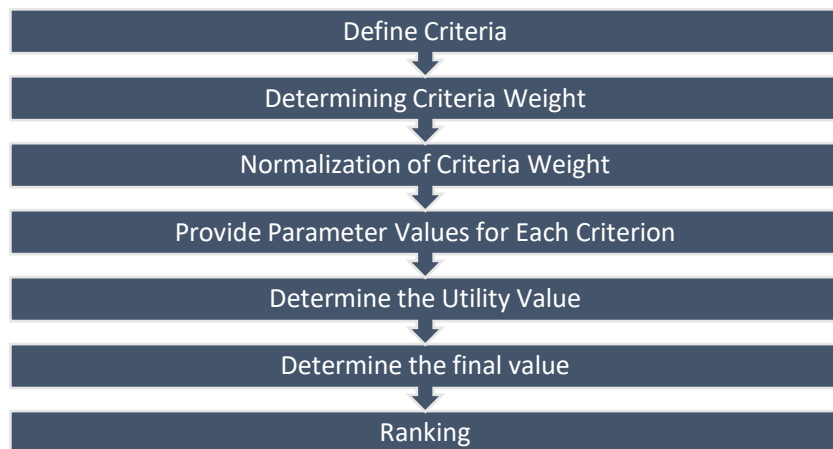 Define Criteria
Determining Criteria Weight
Normalization of Criteria Weight
Provide Parameter Values for Each Criterion
Determine the Utility Value
Determine the final value
Ranking